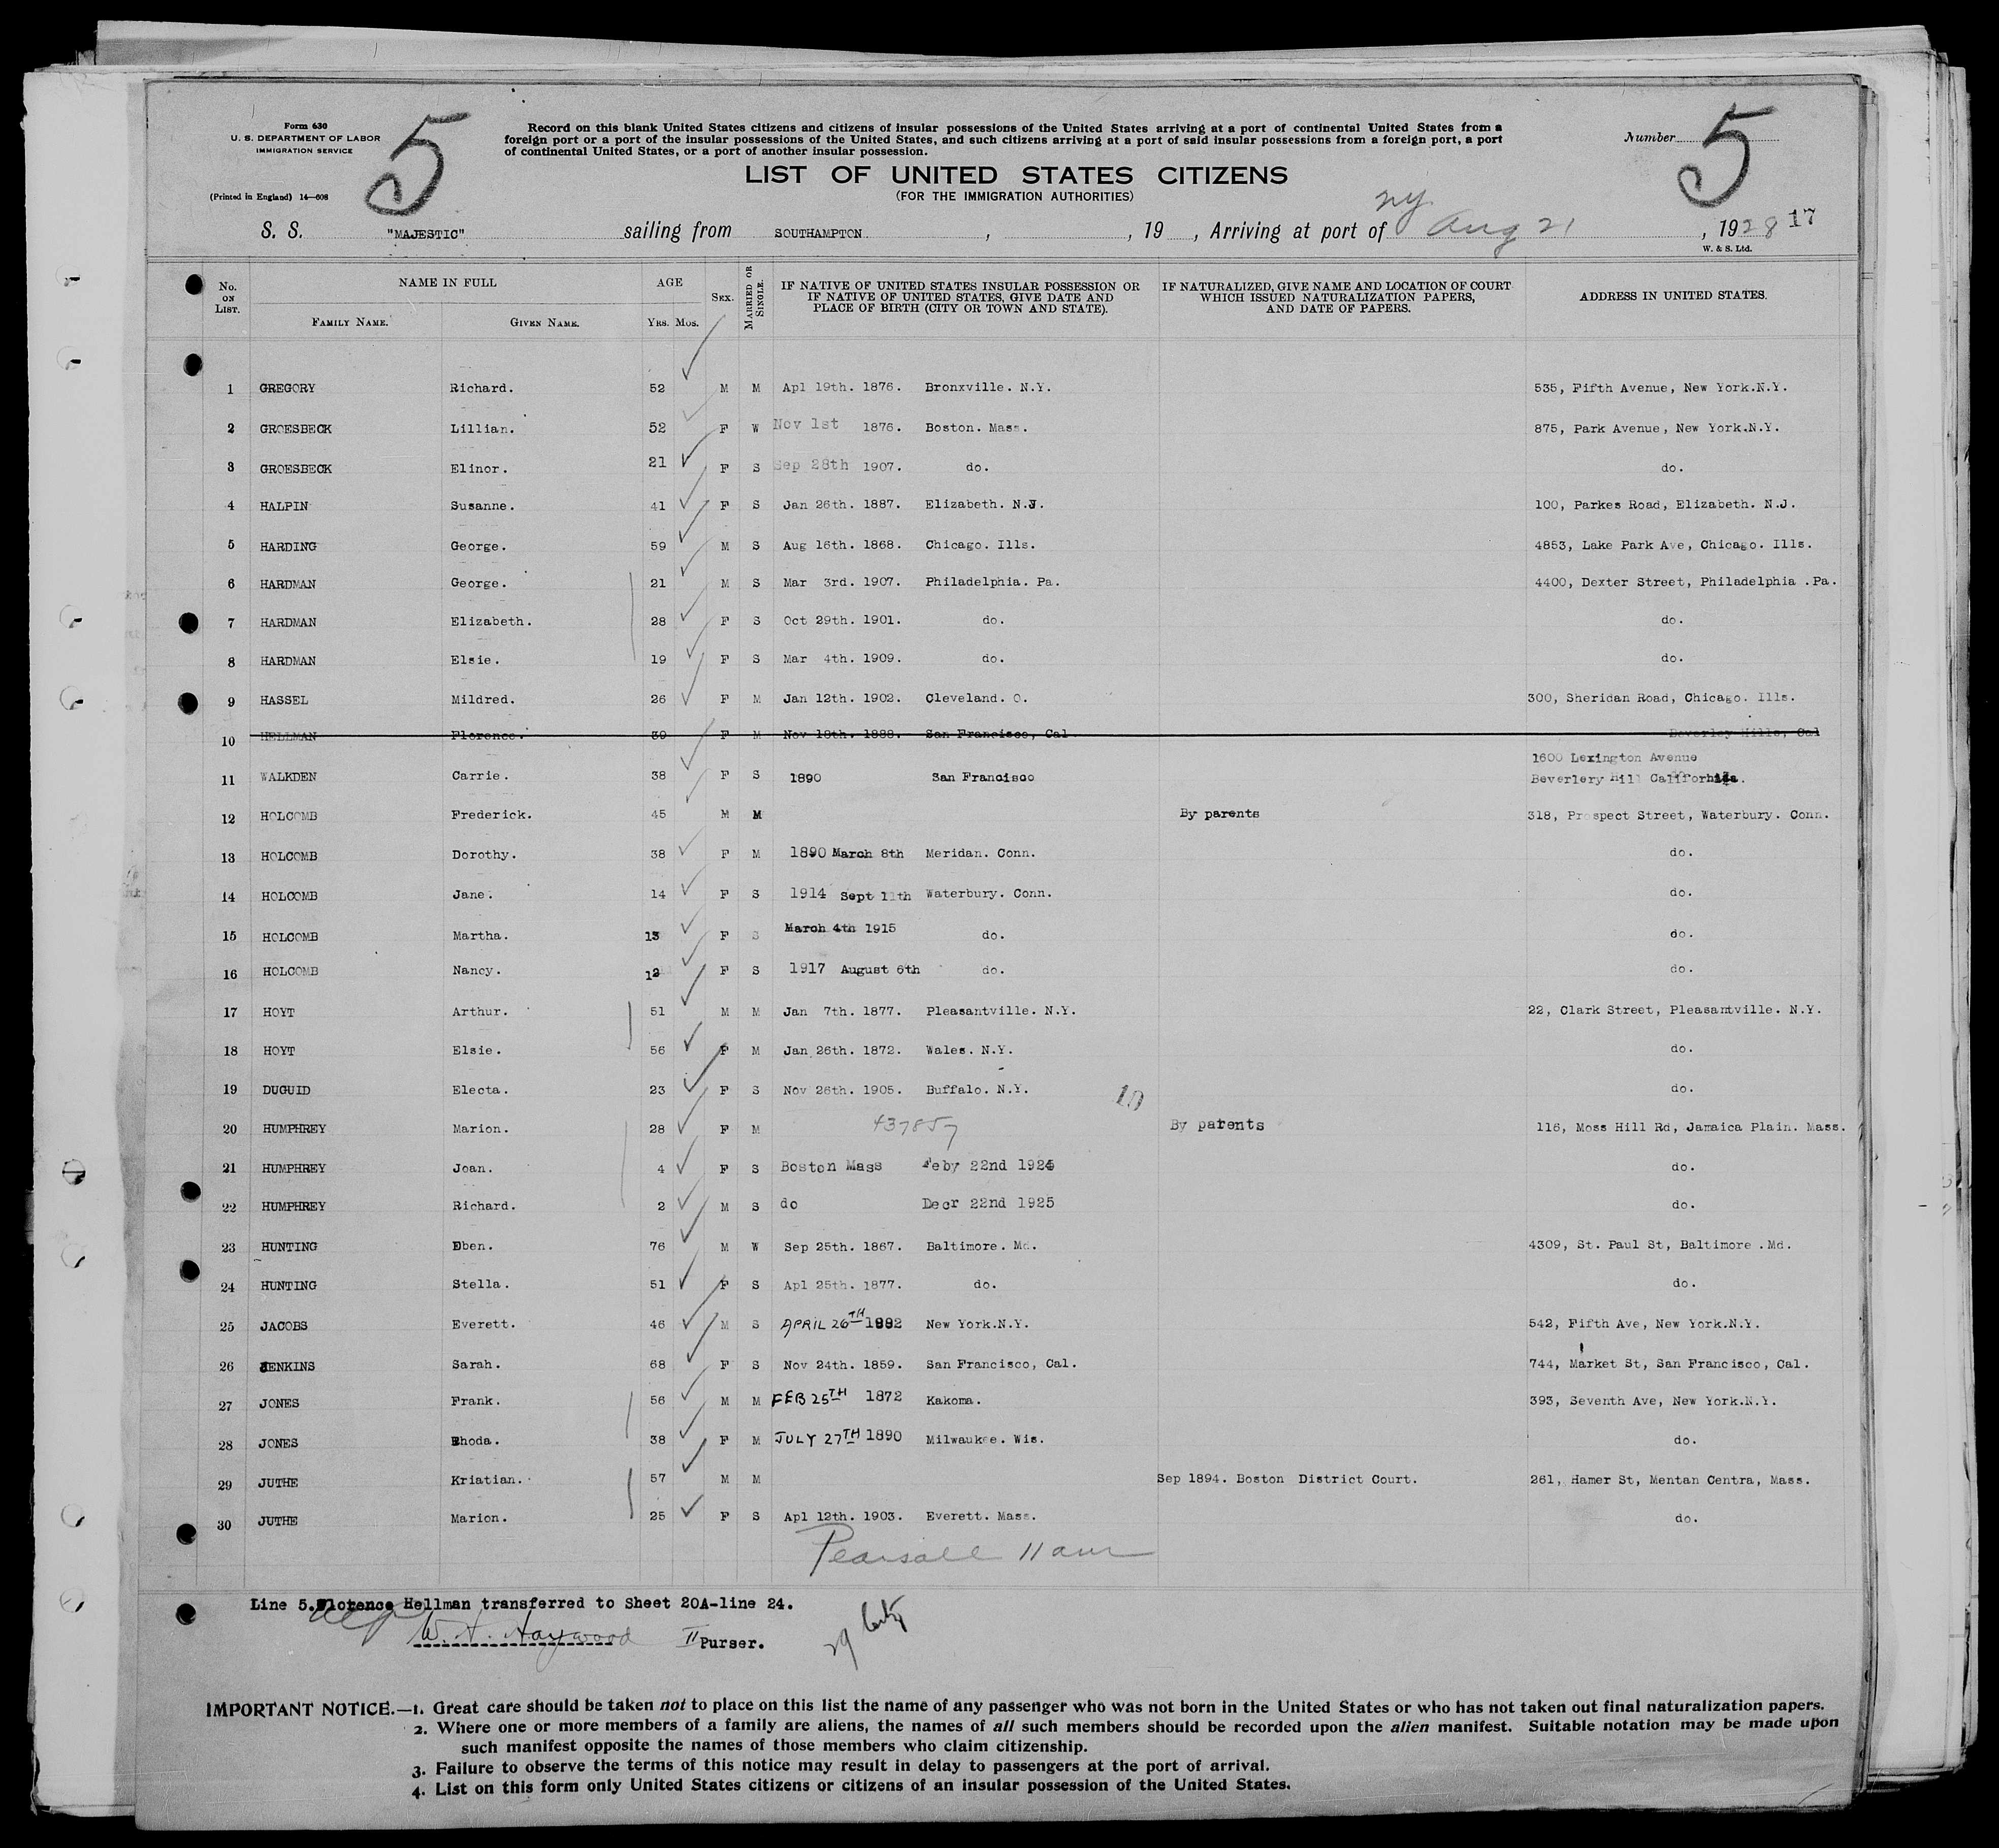 Form 630
U. S. DEPARTMENT OF LABOR
IMMIGRATION SERVICE
(Printed in England) 14—608
5
Record on this blank United States citizens and citizens of insular possessions of the United States arriving at a port of continental United States from a
foreign port or a port of the insular possessions of the United States, and such citizens arriving at a port of said insular possessions from a foreign port, a port
of continental United States, or a port of another insular possession.
LIST OF UNITED STATES CITIZENS
(FOR THE IMMIGRATION AUTHORITIES)
Number 5
S. S. "MAJESTIC" sailing from SOUTHAMPTON , , 19 , Arriving at port of NY Aug 21 , 1928 17
W. & S. Ltd.
No. ON LIST. NAME IN FULL AGE SEX. MARRIED OR SINGLE. IF NATIVE OF UNITED STATES INSULAR POSSESSION OR IF NATIVE OF UNITED STATES, GIVE DATE AND PLACE OF BIRTH (CITY OR TOWN AND STATE). IF NATURALIZED, GIVE NAME AND LOCATION OF COURT WHICH ISSUED NATURALIZATION PAPERS, AND DATE OF PAPERS. ADDRESS IN UNITED STATES.
FAMILY NAME. GIVEN NAME. YRS. MOS.
1 GREGORY Richard. 52 M M Apl 19th. 1876. Bronxville. N.Y. 535, Fifth Avenue, New York.N.Y.
2 GROESBECK Lillian. 52 F W Nov 1st 1876. Boston. Mass. 875, Park Avenue, New York.N.Y.
3 GROESBECK Elinor. 21 F S Sep 28th 1907. do. do.
4 HALPIN Susanne. 41 F S Jan 26th. 1887. Elizabeth. N.J. 100, Parkes Road, Elizabeth. N.J.
5 HARDING George. 59 M S Aug 16th. 1868. Chicago. Ills. 4853, Lake Park Ave, Chicago. Ills.
6 HARDMAN George. 21 M S Mar 3rd. 1907. Philadelphia. Pa. 4400, Dexter Street, Philadelphia .Pa.
7 HARDMAN Elizabeth. 28 F S Oct 29th. 1901. do. do.
8 HARDMAN Elsie. 19 F S Mar 4th. 1909. do. do.
9 HASSEL Mildred. 26 F M Jan 12th. 1902. Cleveland. O. 300, Sheridan Road, Chicago. Ills.
10 HELLMAN Florence. 39 F M Nov 18th. 1888. San Francisco, Cal. Beverley Hills, Cal
11 WALKDEN Carrie. 38 F S 1890 San Francisco 1600 Lexington Avenue
Beverlery Hill California.
12 HOLCOMB Frederick. 45 M M By parents 318, Prospect Street, Waterbury. Conn.
13 HOLCOMB Dorothy. 38 F M 1890 March 8th Meridan. Conn. do.
14 HOLCOMB Jane. 14 F S 1914 Sept 11th Waterbury. Conn. do.
15 HOLCOMB Martha. 13 F S March 4th 1915 do. do.
16 HOLCOMB Nancy. 12 F S 1917 August 6th do. do.
17 HOYT Arthur. 51 M M Jan 7th. 1877. Pleasantville. N.Y. 22, Clark Street, Pleasantville. N.Y.
18 HOYT Elsie. 56 F M Jan 26th. 1872. Wales. N.Y. do.
19 DUGUID Electa. 23 F S Nov 26th. 1905. Buffalo. N.Y. do.
20 HUMPHREY Marion. 28 F M 437857 By parents 116, Moss Hill Rd, Jamaica Plain. Mass.
21 HUMPHREY Joan. 4 F S Boston Mass Feby 22nd 1924 do.
22 HUMPHREY Richard. 2 M S do Decr 22nd 1925 do.
23 HUNTING Eben. 76 M W Sep 25th. 1867. Baltimore. Md. 4309, St. Paul St, Baltimore .Md.
24 HUNTING Stella. 51 F S Apl 25th. 1877. do. do.
25 JACOBS Everett. 46 M S APRIL 26TH 1882 New York.N.Y. 542, Fifth Ave, New York.N.Y.
26 JENKINS Sarah. 68 F S Nov 24th. 1859. San Francisco, Cal. 744, Market St, San Francisco, Cal.
27 JONES Frank. 56 M M FEB 25TH 1872 Kakoma. 393, Seventh Ave, New York.N.Y.
28 JONES Rhoda. 38 F M JULY 27TH 1890 Milwaukee. Wis. do.
29 JUTHE Kriatian. 57 M M Sep 1894. Boston District Court. 261, Hamer St, Mentan Centra, Mass.
30 JUTHE Marion. 25 F S Apl 12th. 1903. Everett. Mass. do.
Pearsall 11 am
Line 5. Florence Hellman transferred to Sheet 20A-line 24.
W. H. Haywood II Purser.
29
IMPORTANT NOTICE.—1. Great care should be taken not to place on this list the name of any passenger who was not born in the United States or who has not taken out final naturalization papers.
2. Where one or more members of a family are aliens, the names of all such members should be recorded upon the alien manifest. Suitable notation may be made upon
such manifest opposite the names of those members who claim citizenship.
3. Failure to observe the terms of this notice may result in delay to passengers at the port of arrival.
4. List on this form only United States citizens or citizens of an insular possession of the United States.